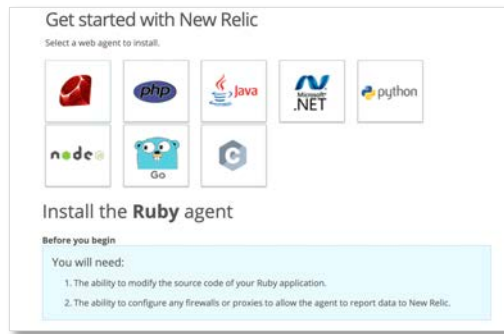 Get started with New Relic
Select a web agent to install.
php
Java
Microsoft
.NET
python
node
Go
C
Install the Ruby agent
Before you begin
You will need:
1. The ability to modify the source code of your Ruby application.
2. The ability to configure any firewalls or proxies to allow the agent to report data to New Relic.